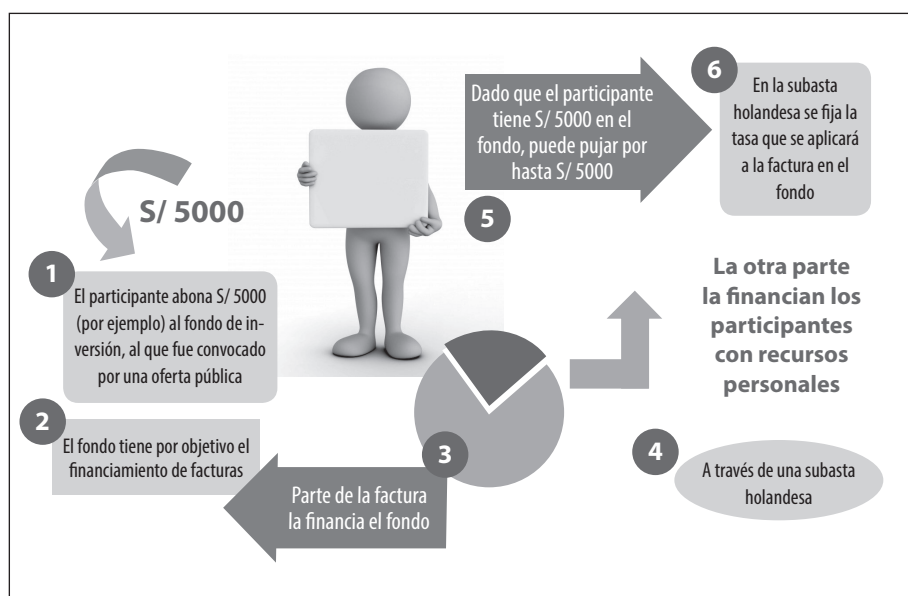 S/ 5000
1
El participante abona S/ 5000
(por ejemplo) al fondo de in-
versión, al que fue convocado
por una oferta pública
2
El fondo tiene por objetivo el
financiamiento de facturas
3
Parte de la factura
la financia el fondo
La otra parte
la financian los
participantes
con recursos
personales
4
A través de una subasta
holandesa
5
Dado que el participante
tiene S/ 5000 en el
fondo, puede pujar por
hasta S/ 5000
6
En la subasta
holandesa se fija la
tasa que se aplicará
a la factura en el
fondo